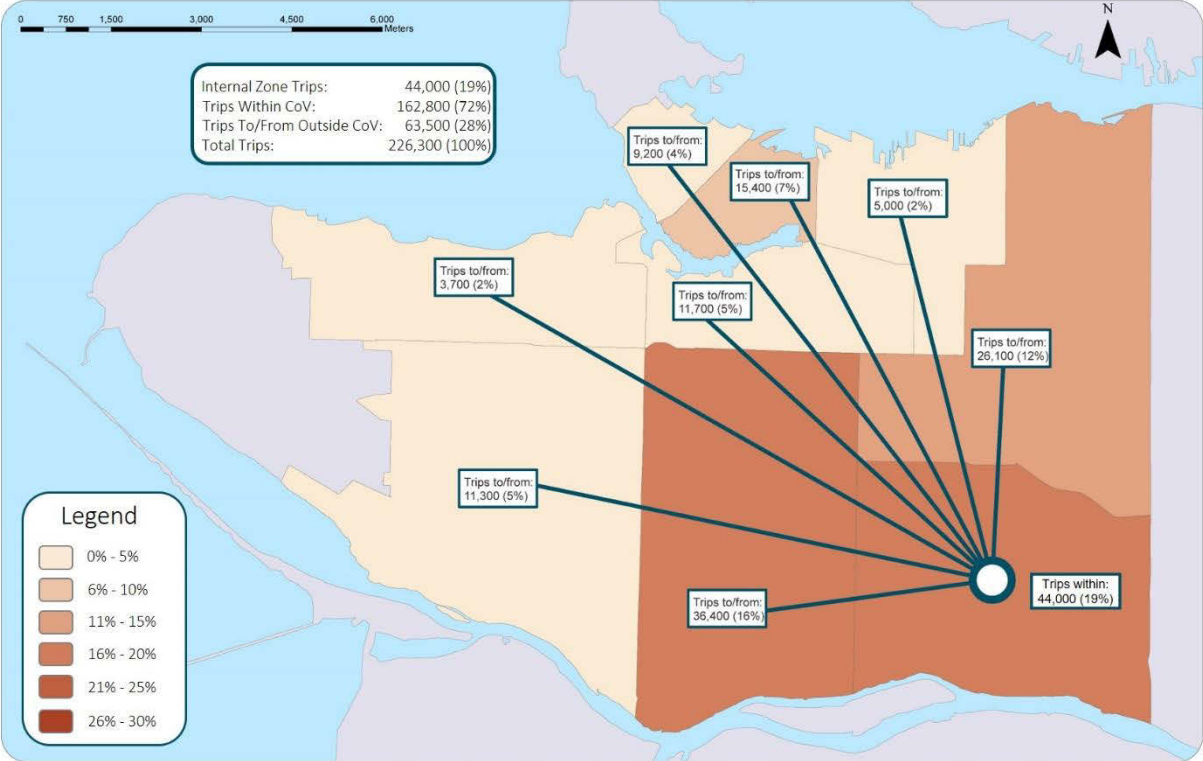 0 750 1,500 3,000 4,500 6,000
Meters
N
Internal Zone Trips: 44,000 (19%)
Trips Within CoV: 162,800 (72%)
Trips To/From Outside CoV: 63,500 (28%)
Total Trips: 226,300 (100%)
Trips to/from:
9,200 (4%)
Trips to/from:
15,400 (7%)
Trips to/from:
5,000 (2%)
Trips to/from:
3,700 (2%)
Trips to/from:
11,700 (5%)
Trips to/from:
26,100 (12%)
Trips to/from:
11,300 (5%)
Trips to/from:
36,400 (16%)
Trips within:
44,000 (19%)
Legend
0% - 5%
6% - 10%
11% - 15%
16% - 20%
21% - 25%
26% - 30%